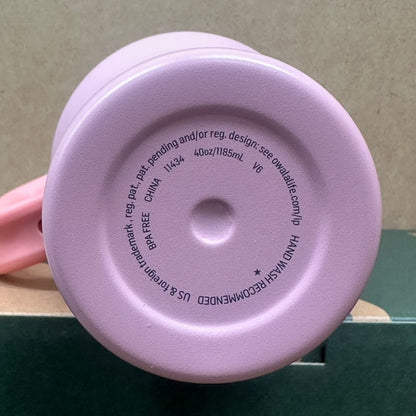 US & foreign trademark, reg. pat., pat. pending and/or reg. design: see owalalife.com/ip
HAND WASH RECOMMENDED ★
BPA FREE CHINA 11434 40oz/1185mL V6